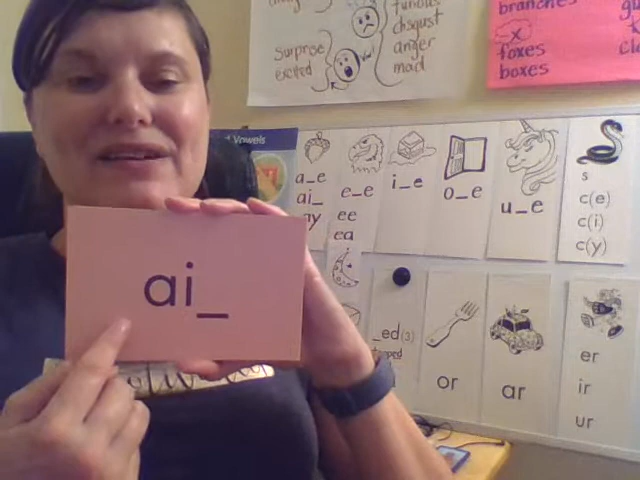 disgust
surprise
excited
anger
mad
branches
x
foxes
boxes
Vowels
a_e
ai_
ay
e_e
ee
ea
i_e
o_e
u_e
s
c(e)
c(i)
c(y)
ai_
_ed(3)
or
ar
er
ir
ur